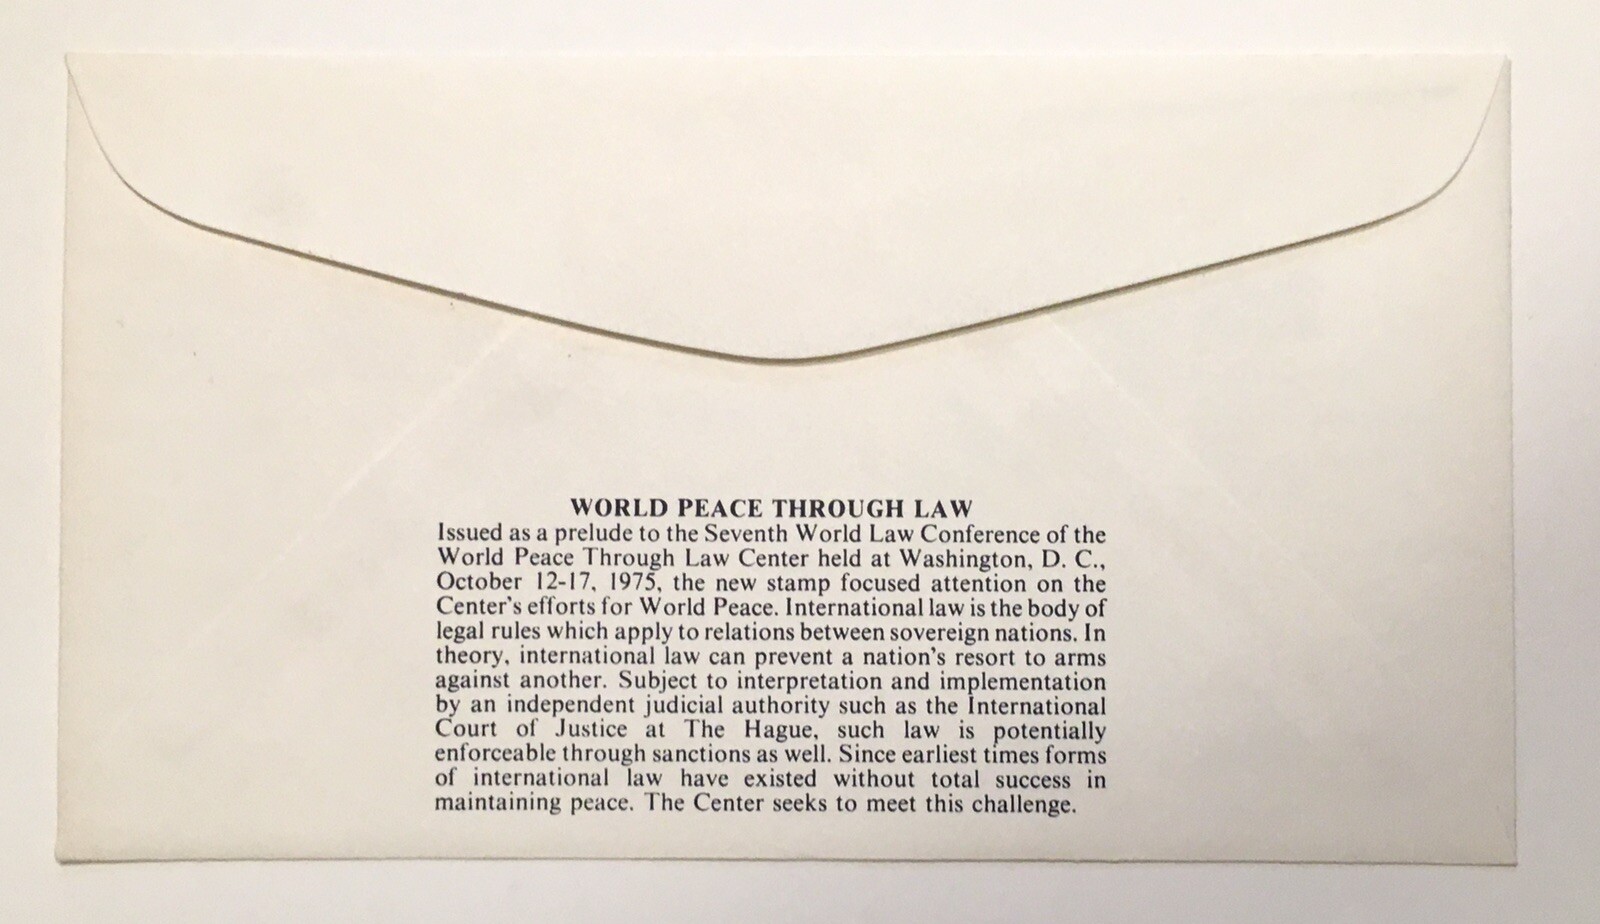 WORLD PEACE THROUGH LAW
Issued as a prelude to the Seventh World Law Conference of the
World Peace Through Law Center held at Washington, D. C.,
October 12-17, 1975, the new stamp focused attention on the
Center's efforts for World Peace. International law is the body of
legal rules which apply to relations between sovereign nations. In
theory, international law can prevent a nation's resort to arms
against another. Subject to interpretation and implementation
by an independent judicial authority such as the International
Court of Justice at The Hague, such law is potentially
enforceable through sanctions as well. Since earliest times forms
of international law have existed without total success in
maintaining peace. The Center seeks to meet this challenge.